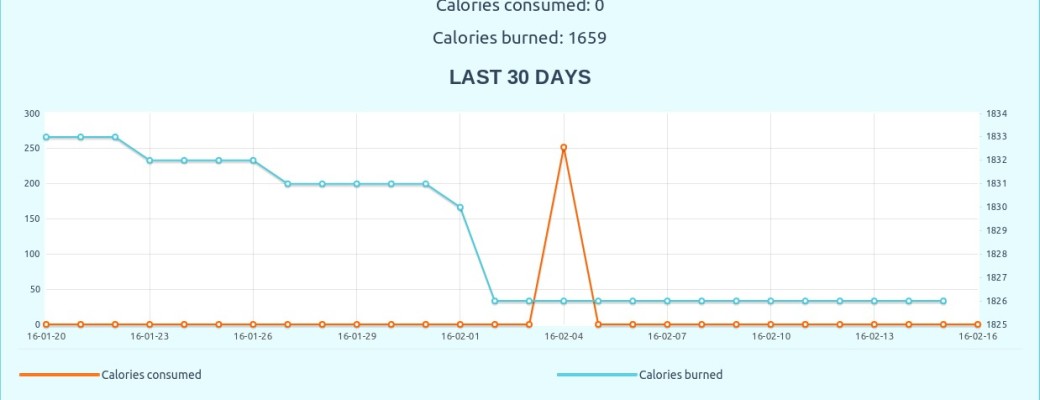 Calories consumed: 0
Calories burned: 1659
LAST 30 DAYS
300 1834
1833
250 1832
200 1831
1830
150 1829
100 1828
1827
50 1826
0 1825
16-01-20 16-01-23 16-01-26 16-01-29 16-02-01 16-02-04 16-02-07 16-02-10 16-02-13 16-02-16
Calories consumed Calories burned